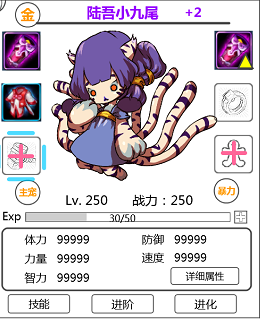 金 陆吾小九尾 +2
主宠 暴力
Lv. 250 战力：250
Exp 30/50
体力 99999 防御 99999
力量 99999 速度 99999
智力 99999 详细属性
技能 进阶 进化